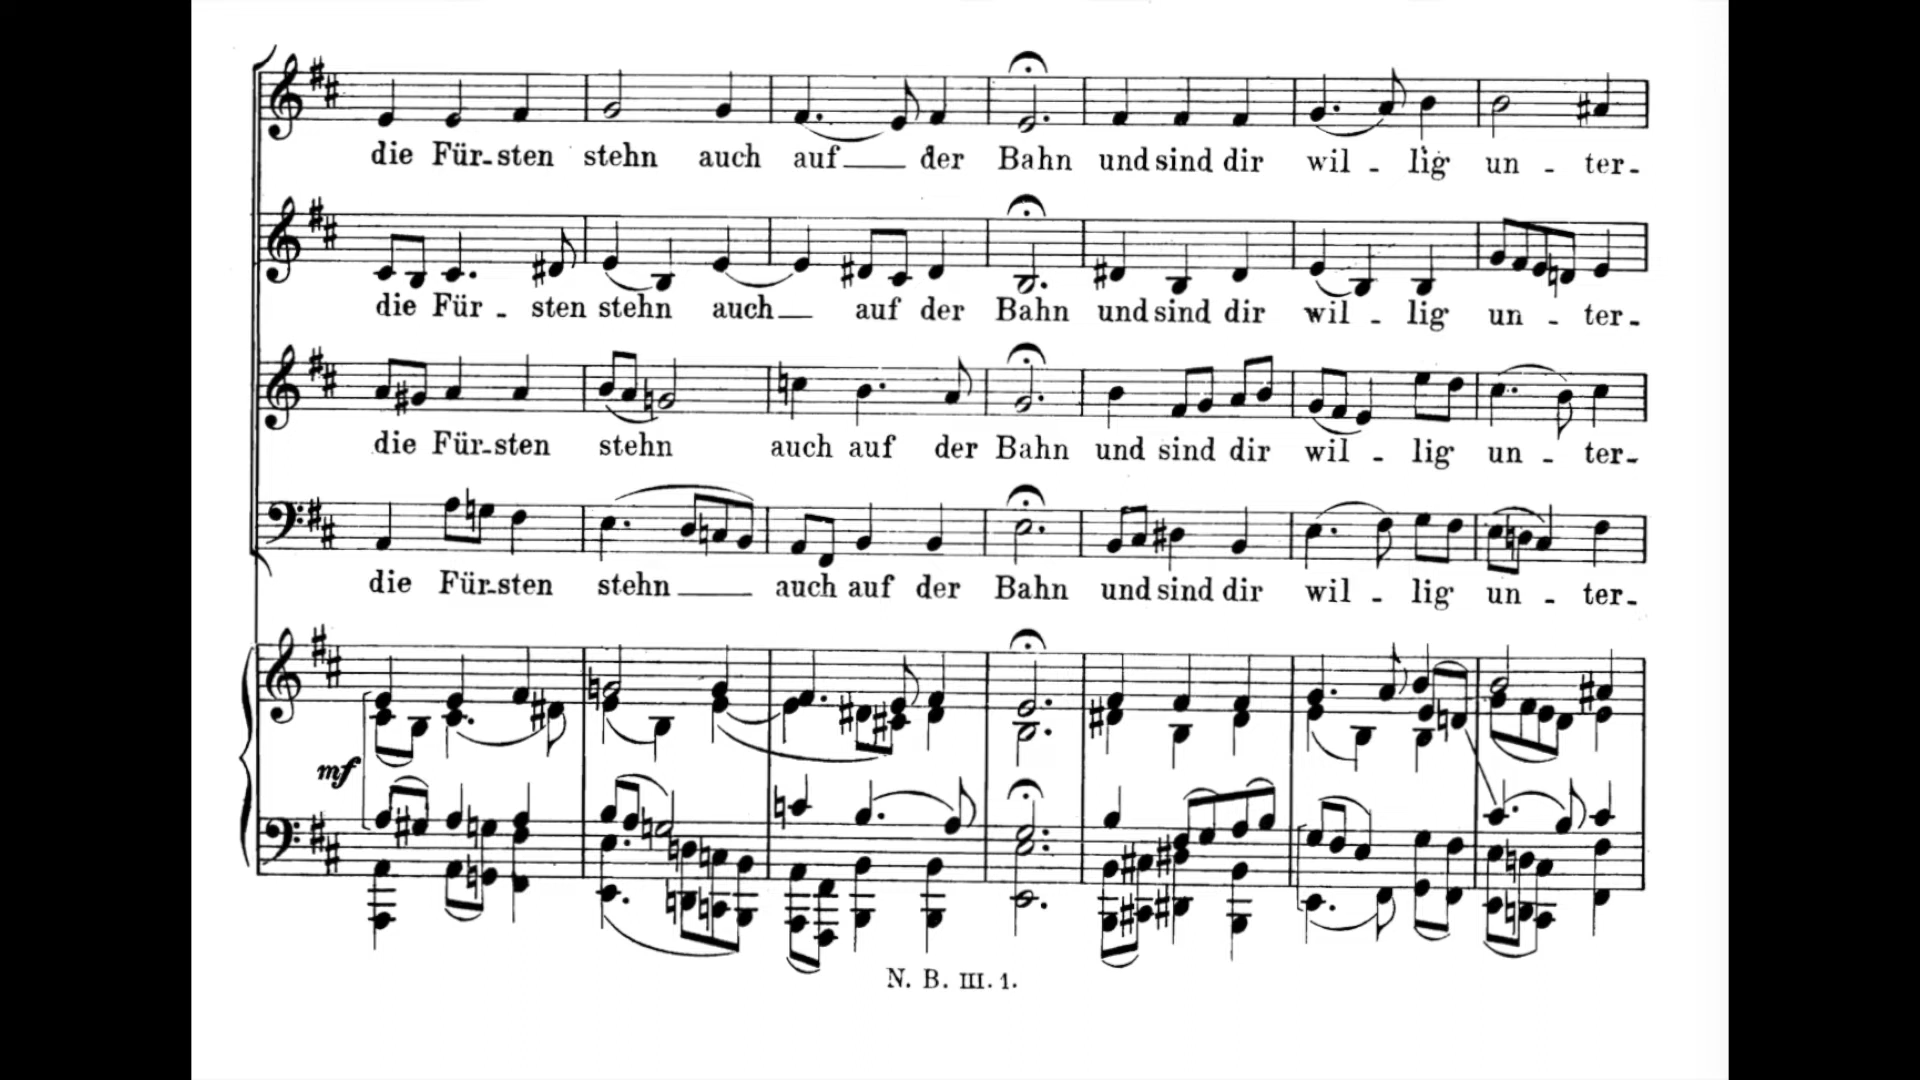 die Für-sten stehn auch auf der Bahn und sind dir wil - lig un - ter-
die Für - sten stehn auch auf der Bahn und sind dir wil - lig un - ter-
die Für-sten stehn auch auf der Bahn und sind dir wil - lig un - ter-
die Für-sten stehn auch auf der Bahn und sind dir wil - lig un - ter-
mf
N. B. III. 1.